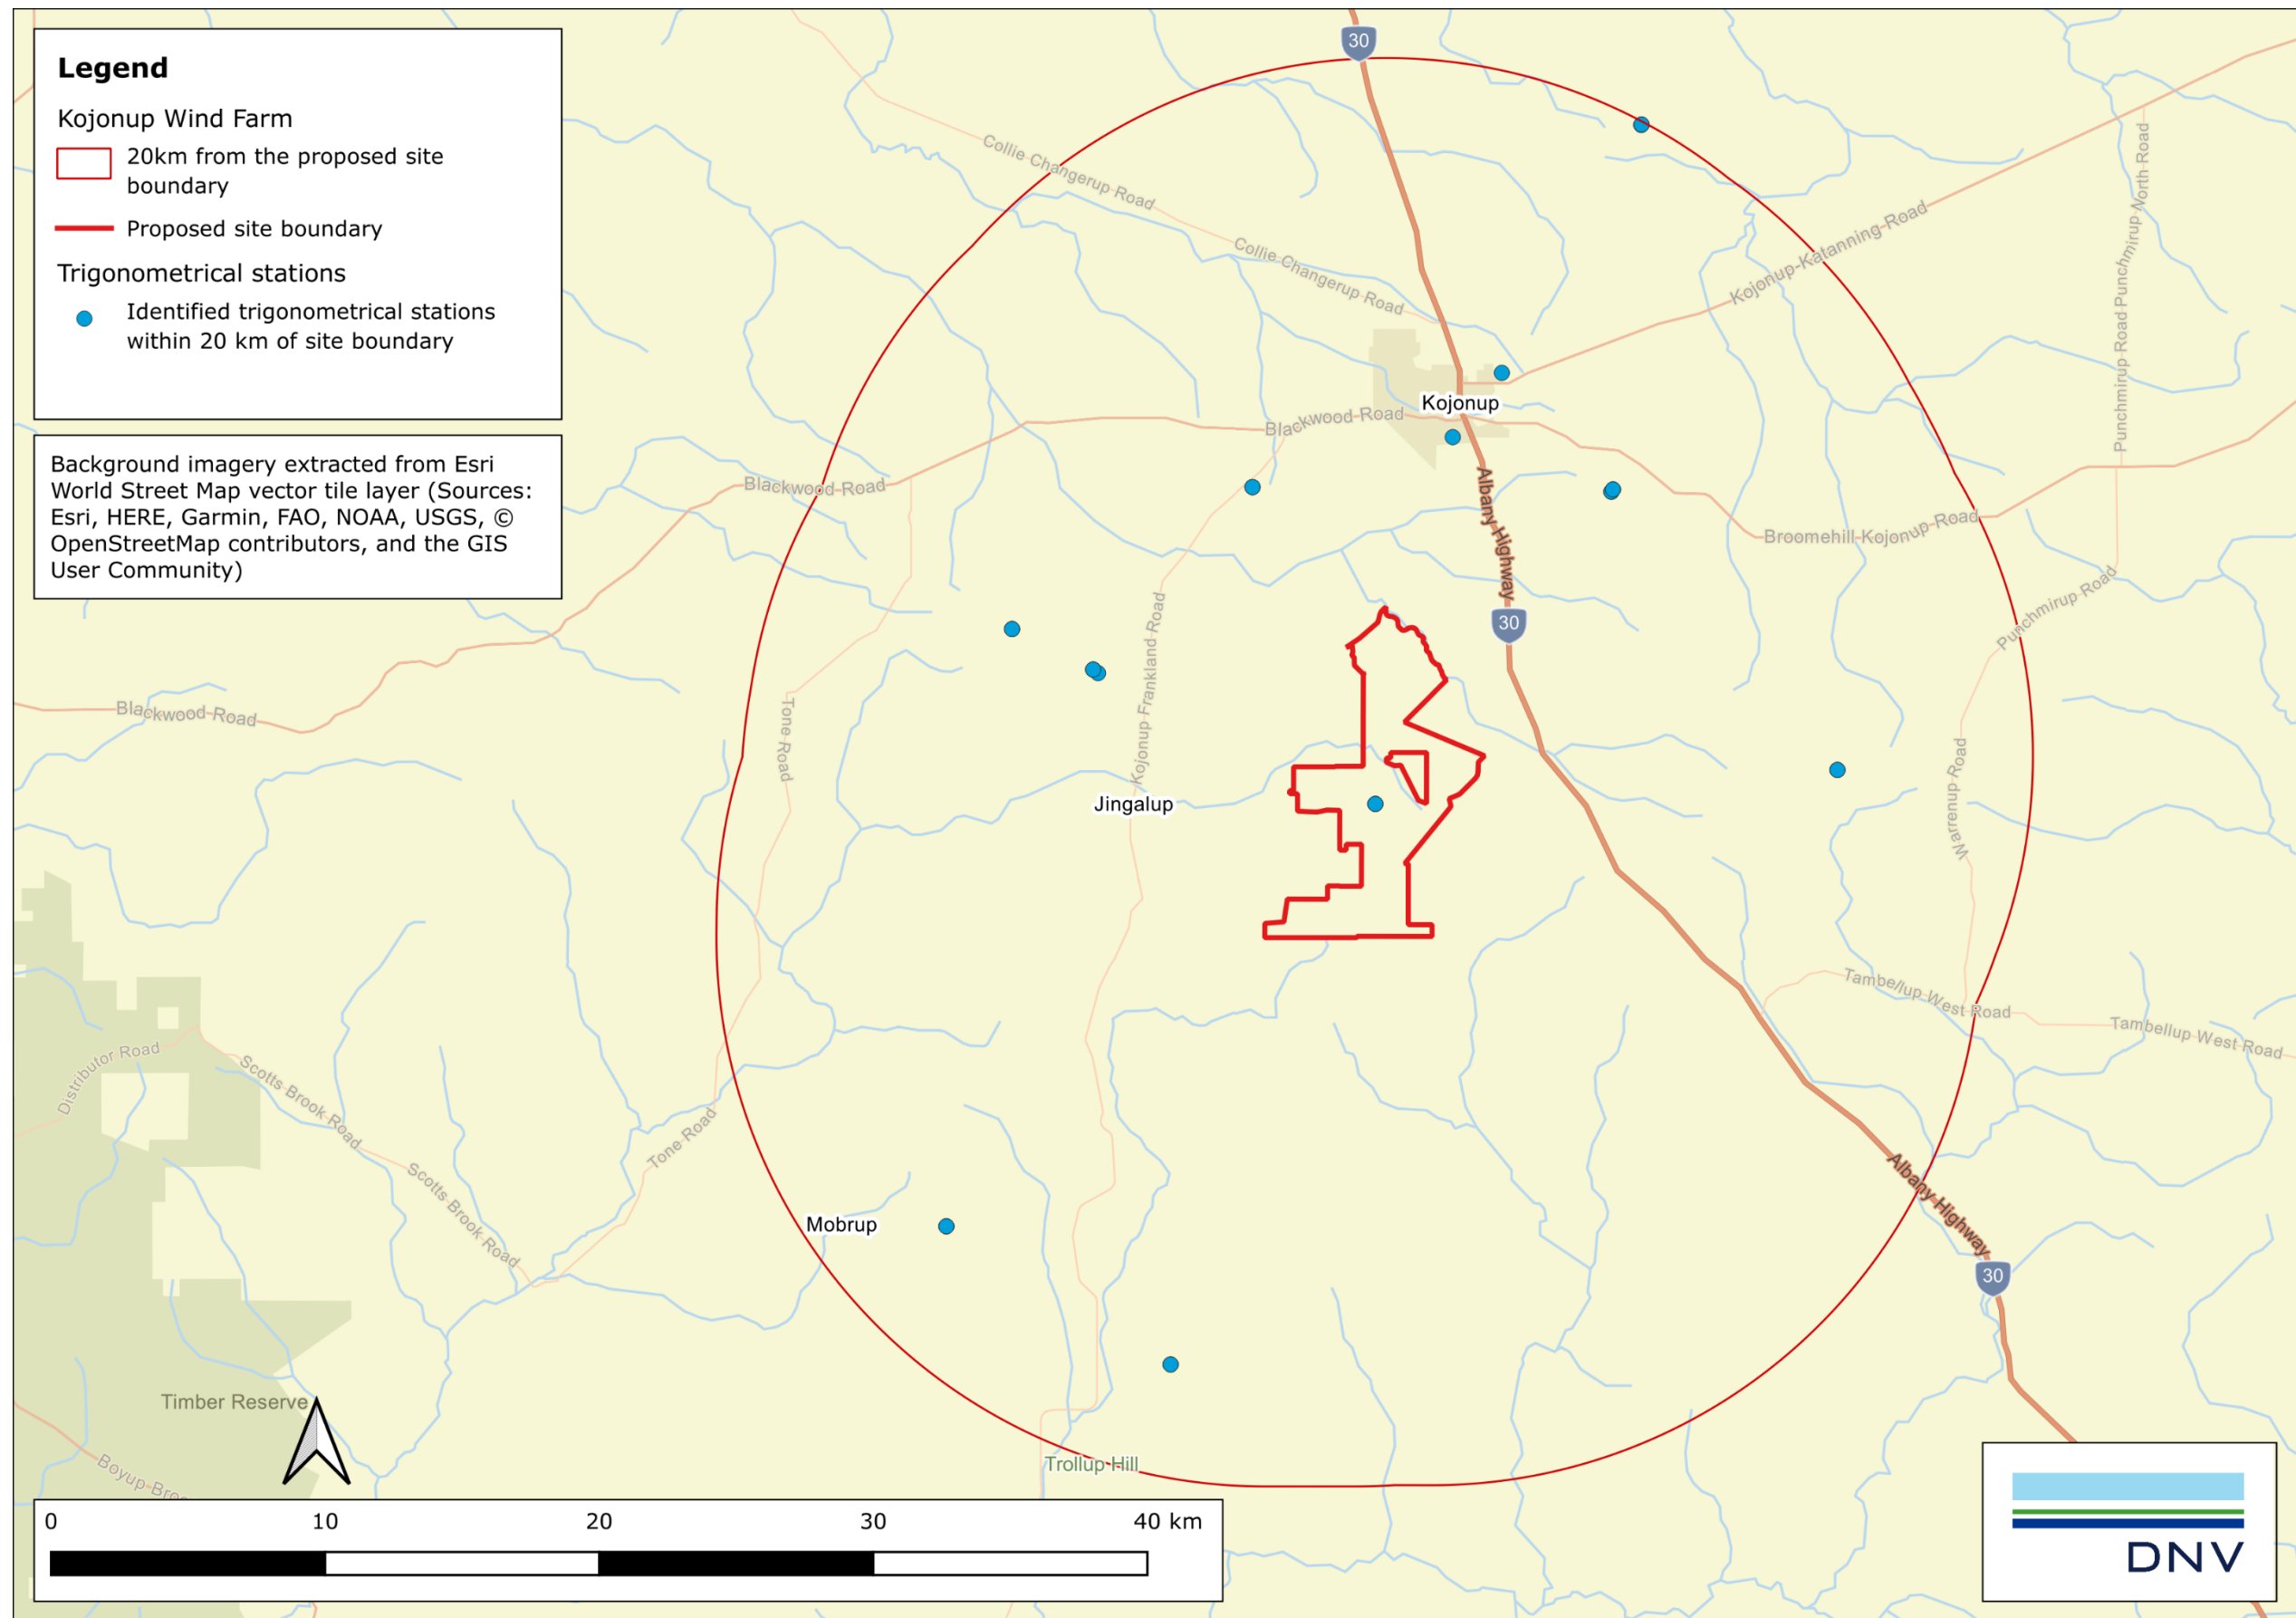 Legend
Kojonup Wind Farm
20km from the proposed site
boundary
Proposed site boundary
Trigonometrical stations
Identified trigonometrical stations
within 20 km of site boundary
Background imagery extracted from Esri
World Street Map vector tile layer (Sources:
Esri, HERE, Garmin, FAO, NOAA, USGS, ©
OpenStreetMap contributors, and the GIS
User Community)
30
Collie Changerup Road
Collie Changerup Road
Kojonup-Katanning Road
Punchmirup North Road
Punchmirup Road
Kojonup
Blackwood Road
Blackwood Road
Albany Highway
Broomehill-Kojonup Road
Punchmirup Road
30
Kojonup Frankland Road
Blackwood Road
Tone Road
Warrenup Road
Jingalup
Tambellup West Road
Tambellup West Road
Distributor Road
Scotts Brook Road
Tone Road
Scotts Brook Road
Albany Highway
Mobrup
30
Timber Reserve
Trollup Hill
Boyup-Bro
0 10 20 30 40 km
DNV